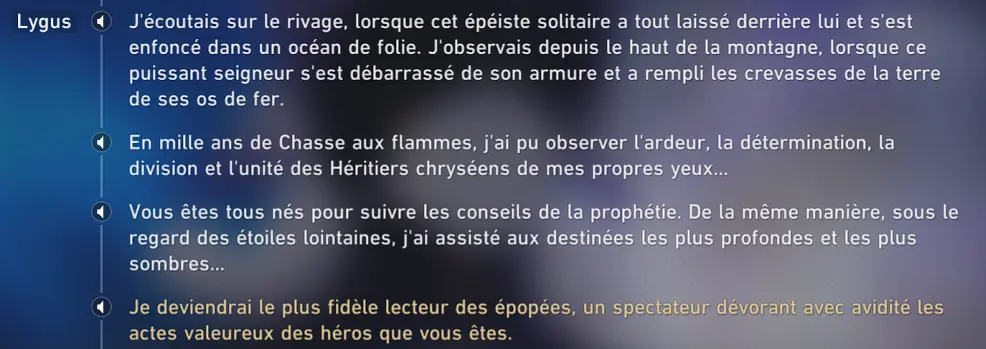 Lygus
J'écoutais sur le rivage, lorsque cet épéiste solitaire a tout laissé derrière lui et s'est
enfoncé dans un océan de folie. J'observais depuis le haut de la montagne, lorsque ce
puissant seigneur s'est débarrassé de son armure et a rempli les crevasses de la terre
de ses os de fer.
En mille ans de Chasse aux flammes, j'ai pu observer l'ardeur, la détermination, la
division et l'unité des Héritiers chryséens de mes propres yeux...
Vous êtes tous nés pour suivre les conseils de la prophétie. De la même manière, sous le
regard des étoiles lointaines, j'ai assisté aux destinées les plus profondes et les plus
sombres...
Je deviendrai le plus fidèle lecteur des épopées, un spectateur dévorant avec avidité les
actes valeureux des héros que vous êtes.